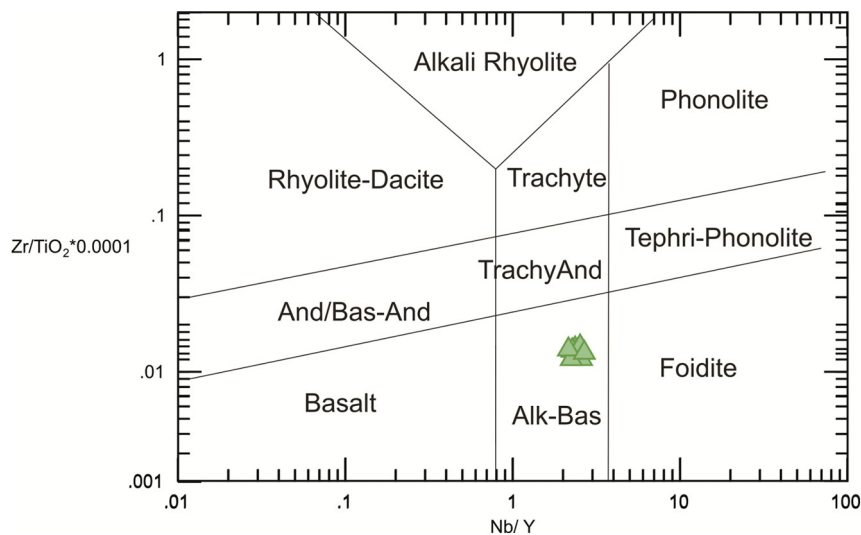 1
Alkali Rhyolite
Phonolite
Rhyolite-Dacite
Trachyte
.1
Tephri-Phonolite
Zr/TiO₂*0.0001
TrachyAnd
And/Bas-And
.01
Foidite
Basalt
Alk-Bas
.001
.01
.1
1
10
100
Nb/ Y